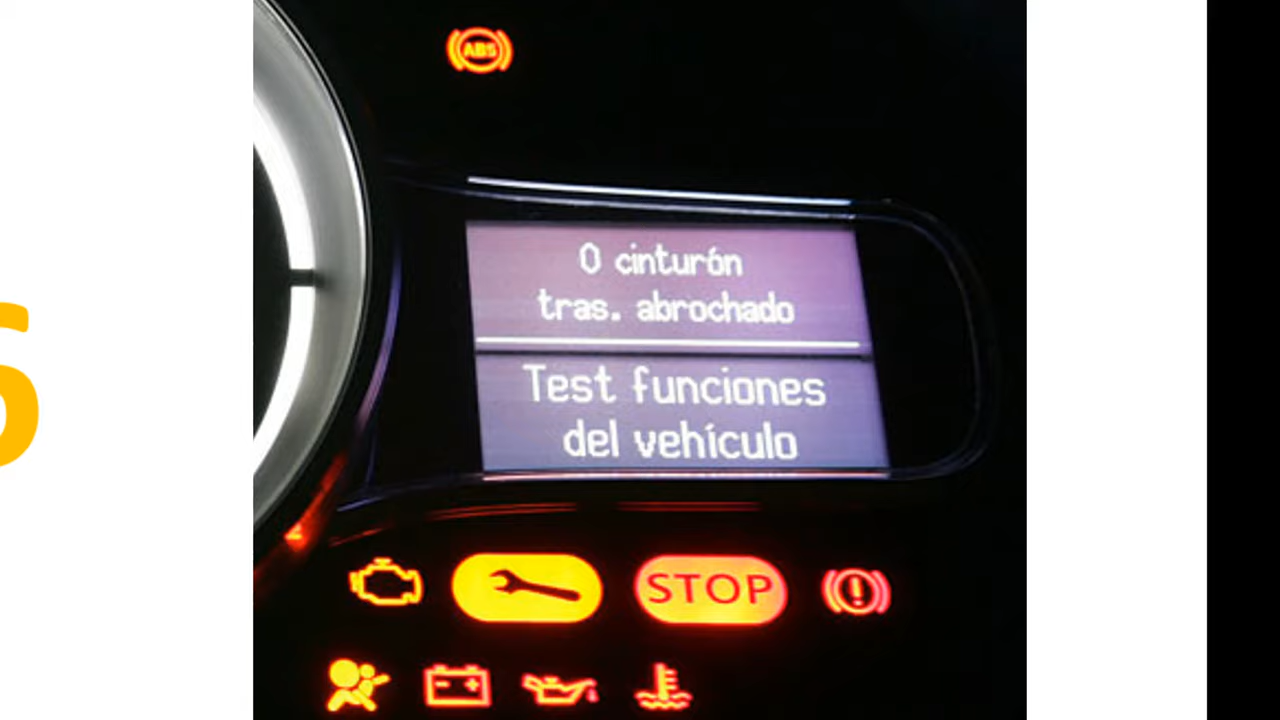 ABS
0 cinturón
tras. abrochado
Test funciones
del vehículo
STOP